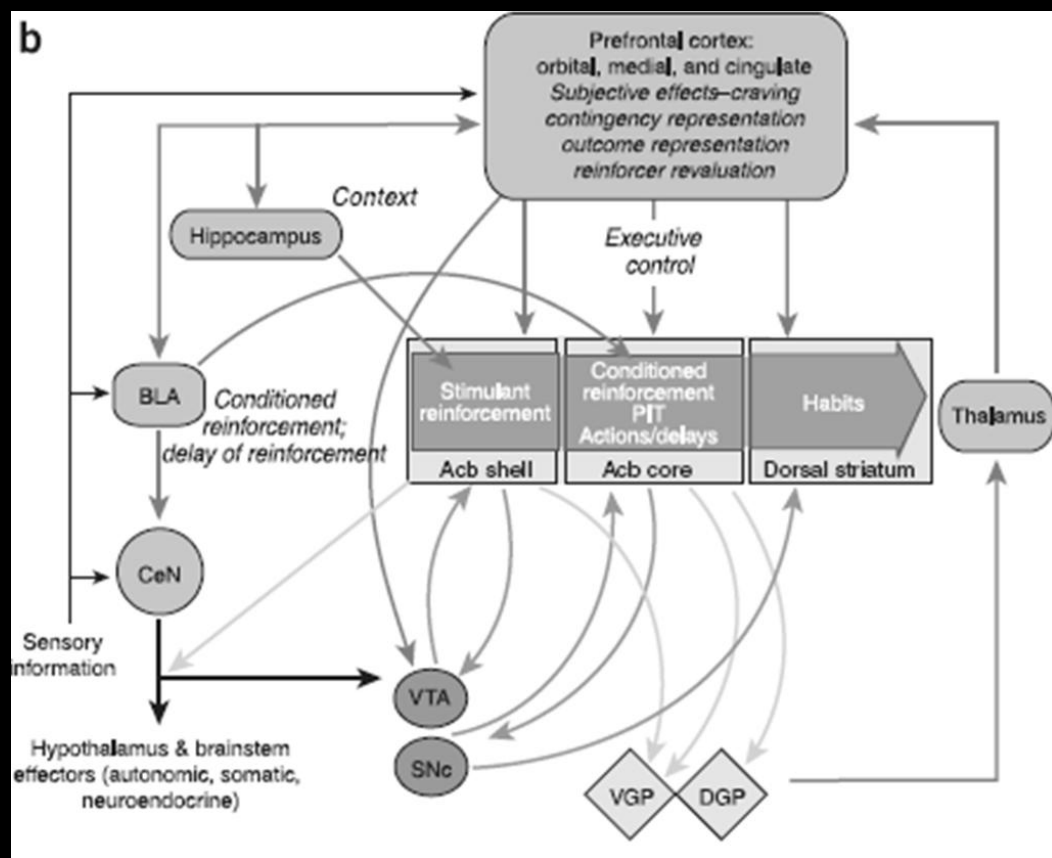 b
Prefrontal cortex:
orbital, medial, and cingulate
Subjective effects–craving
contingency representation
outcome representation
reinforcer revaluation
Context
Hippocampus
Executive
control
BLA
Conditioned
reinforcement;
delay of reinforcement
Stimulant
reinforcement
Conditioned
reinforcement
PIT
Actions/delays
Habits
Thalamus
Acb shell
Acb core
Dorsal striatum
CeN
Sensory
information
VTA
SNc
Hypothalamus & brainstem
effectors (autonomic, somatic,
neuroendocrine)
VGP
DGP